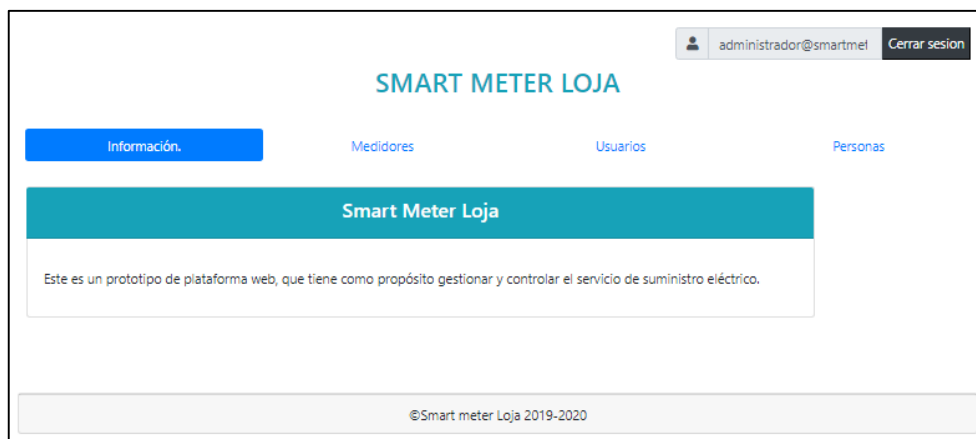 administrador@smartmet Cerrar sesion
SMART METER LOJA
Información. Medidores Usuarios Personas
Smart Meter Loja
Este es un prototipo de plataforma web, que tiene como propósito gestionar y controlar el servicio de suministro eléctrico.
©Smart meter Loja 2019-2020